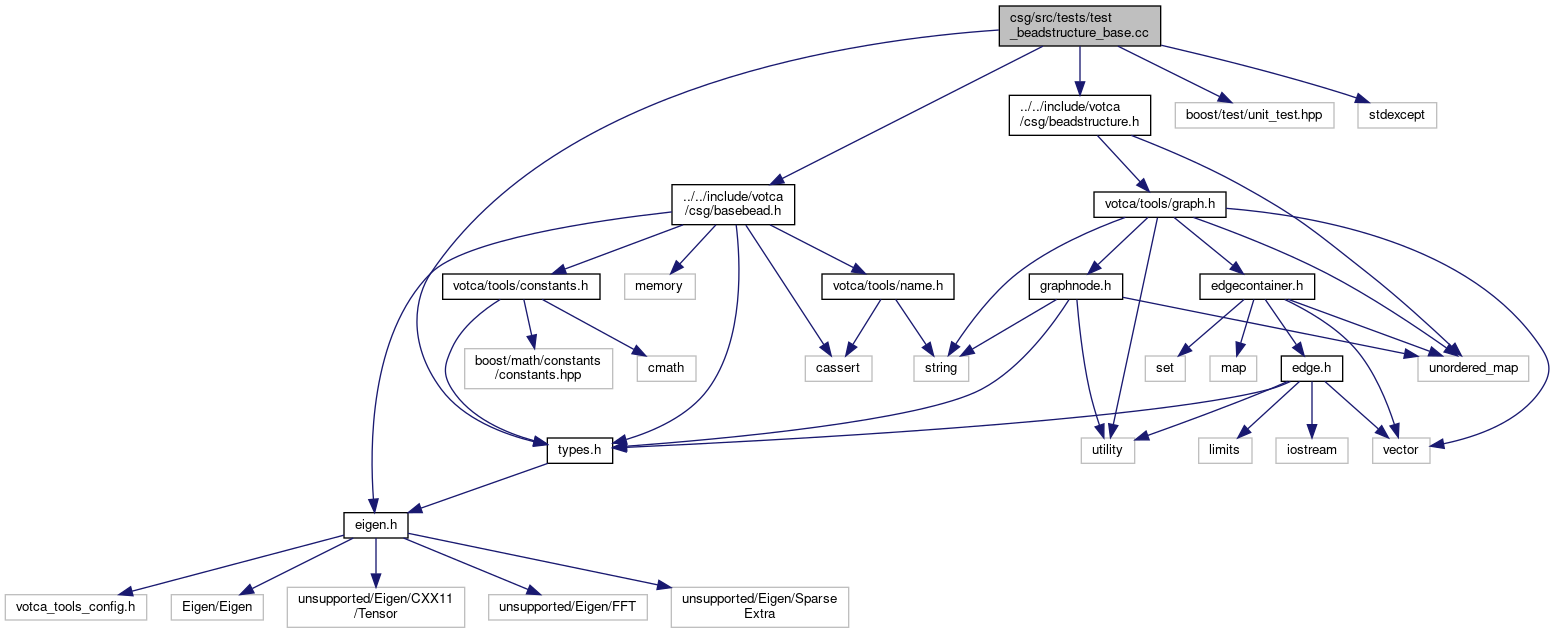 csg/src/tests/test
_beadstructure_base.cc
../../include/votca
/csg/beadstructure.h
boost/test/unit_test.hpp
stdexcept
../../include/votca
/csg/basebead.h
votca/tools/graph.h
votca/tools/constants.h
memory
votca/tools/name.h
graphnode.h
edgecontainer.h
boost/math/constants
/constants.hpp
cmath
cassert
string
set
map
edge.h
unordered_map
types.h
utility
limits
iostream
vector
eigen.h
votca_tools_config.h
Eigen/Eigen
unsupported/Eigen/CXX11
/Tensor
unsupported/Eigen/FFT
unsupported/Eigen/Sparse
Extra